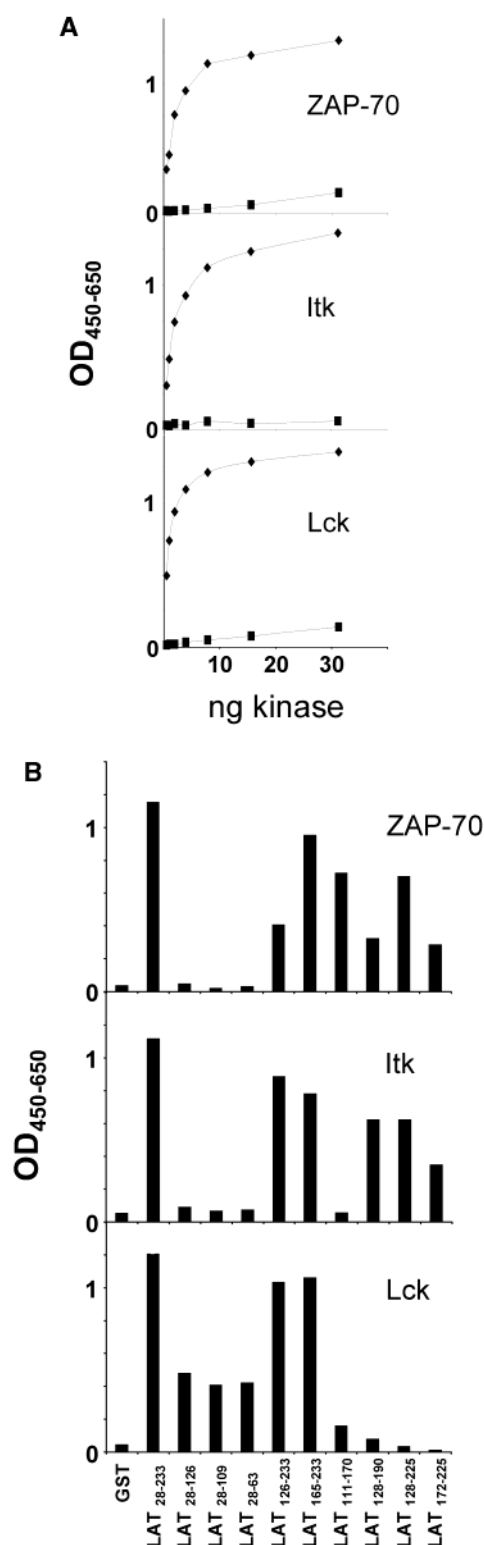 A
1
ZAP-70
0
OD450-650
1
Itk
0
1
Lck
0
10 20 30
ng kinase
B
1
ZAP-70
0
OD450-650
1
Itk
0
1
Lck
0
GST
LAT 28-233
LAT 28-126
LAT 28-109
LAT 28-63
LAT 126-233
LAT 165-233
LAT 111-170
LAT 128-190
LAT 128-225
LAT 172-225